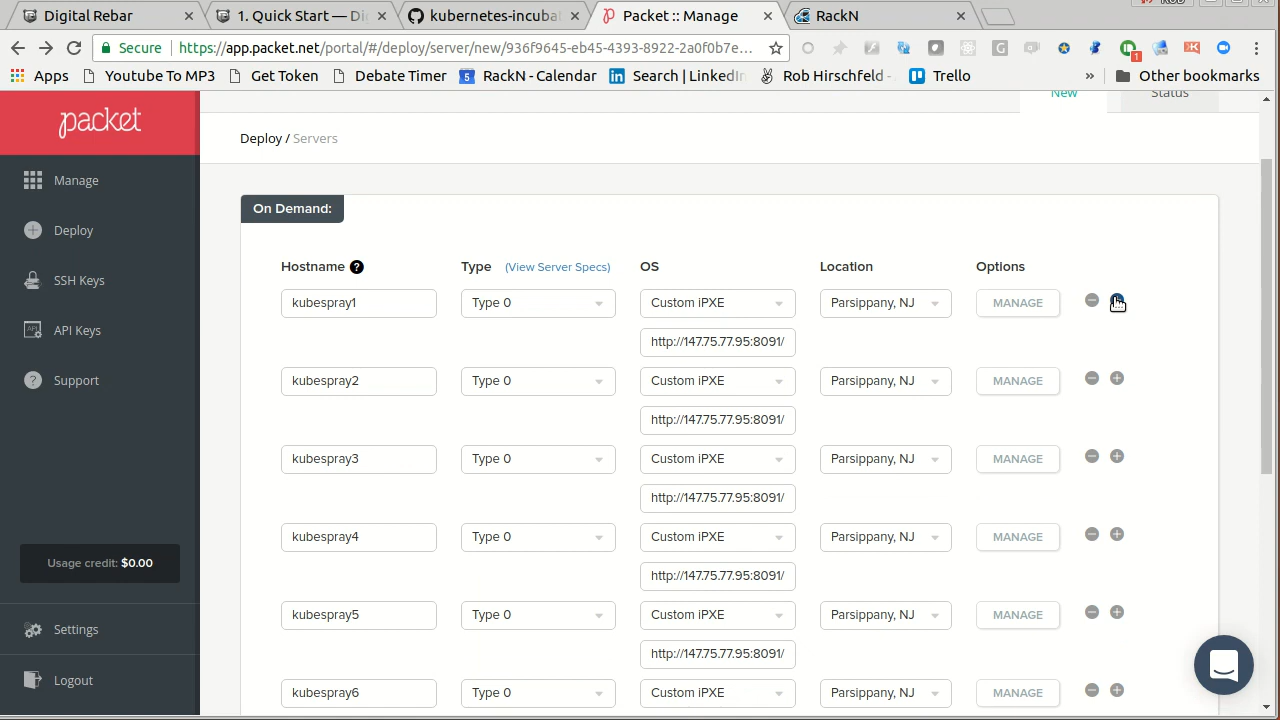 Digital Rebar
1. Quick Start — Di
kubernetes-incubat
Packet :: Manage
RackN
Secure
https://app.packet.net/portal/#/deploy/server/new/936f5645-eb45-4393-8922-2a0f0b7e...
Apps
Youtube To MP3
Get Token
Debate Timer
5
RackN - Calendar
Search | LinkedIn
Rob Hirschfeld -
Trello
»
Other bookmarks
packet
New
Status
Manage
Deploy
SSH Keys
API Keys
Support
Usage credit: $0.00
Settings
Logout
Deploy / Servers
On Demand:
Hostname ? Type (View Server Specs) OS Location Options
kubespray1 Type 0 Custom iPXE Parsippany, NJ MANAGE
http://147.75.77.95:8091/
kubespray2 Type 0 Custom iPXE Parsippany, NJ MANAGE
http://147.75.77.95:8091/
kubespray3 Type 0 Custom iPXE Parsippany, NJ MANAGE
http://147.75.77.95:8091/
kubespray4 Type 0 Custom iPXE Parsippany, NJ MANAGE
http://147.75.77.95:8091/
kubespray5 Type 0 Custom iPXE Parsippany, NJ MANAGE
http://147.75.77.95:8091/
kubespray6 Type 0 Custom iPXE Parsippany, NJ MANAGE